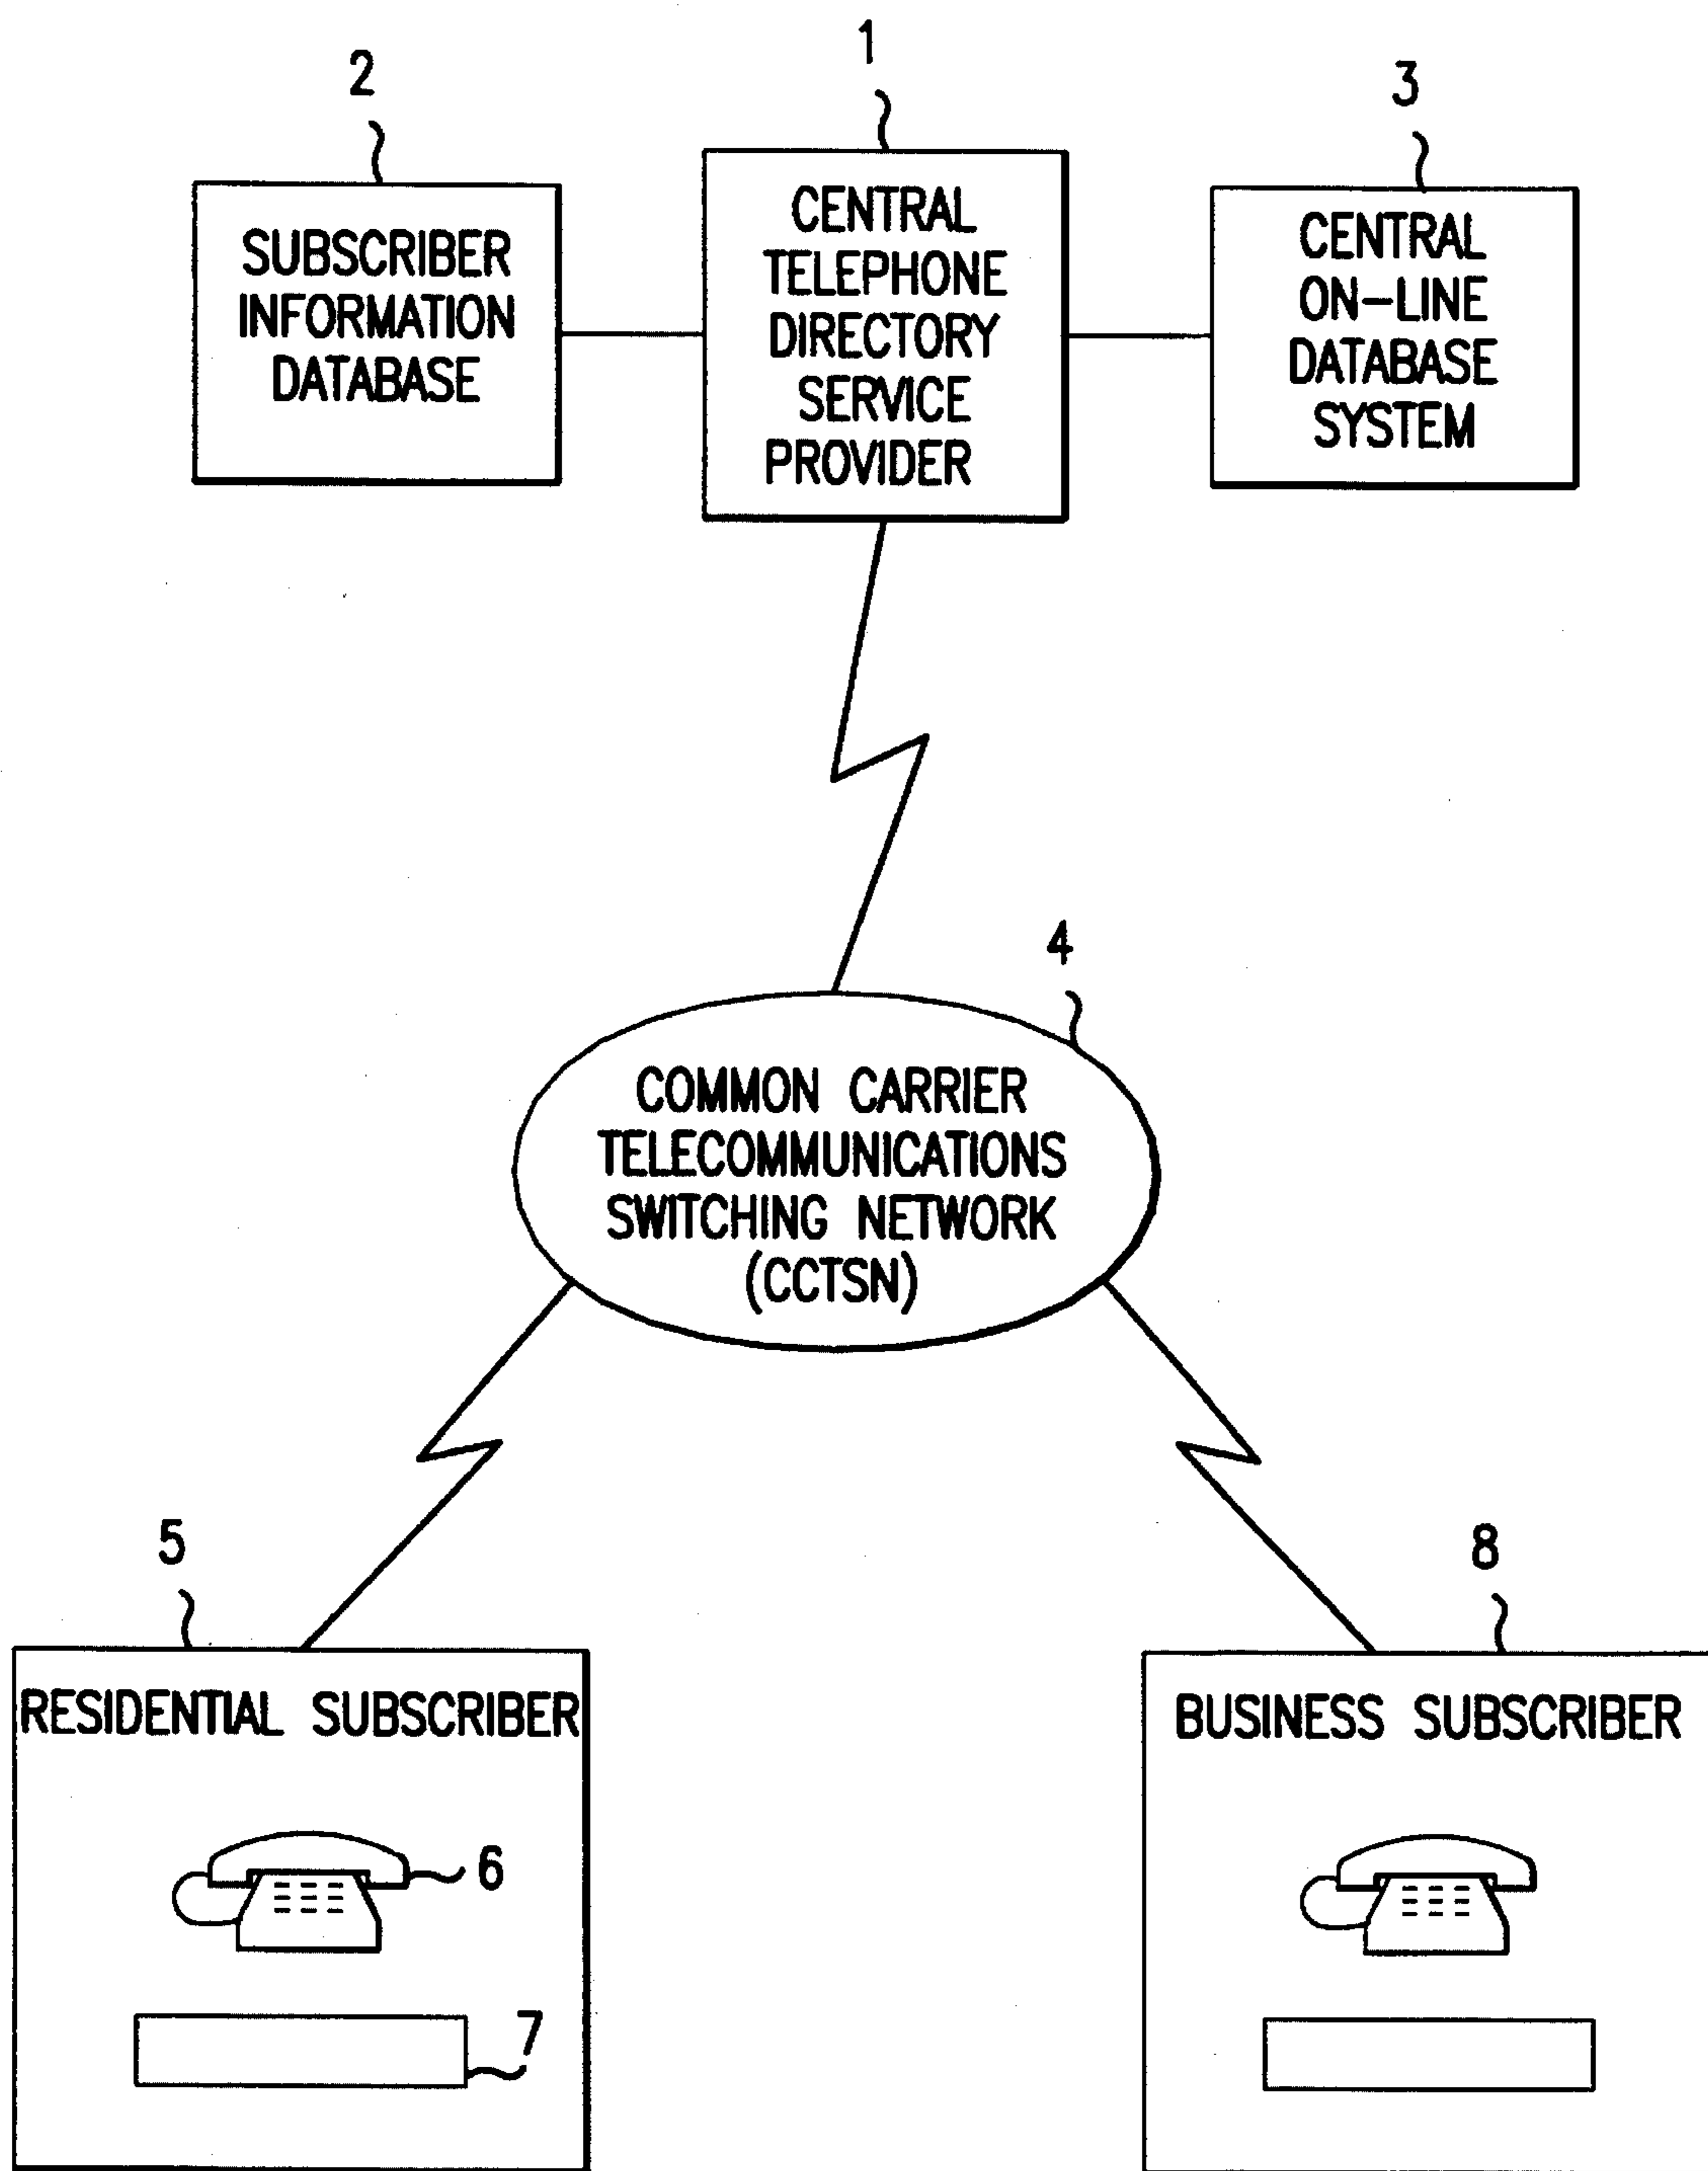 1
2
3
SUBSCRIBER
INFORMATION
DATABASE
CENTRAL
TELEPHONE
DIRECTORY
SERVICE
PROVIDER
CENTRAL
ON-LINE
DATABASE
SYSTEM
4
COMMON CARRIER
TELECOMMUNICATIONS
SWITCHING NETWORK
(CCTSN)
5
RESIDENTIAL SUBSCRIBER
6
7
8
BUSINESS SUBSCRIBER